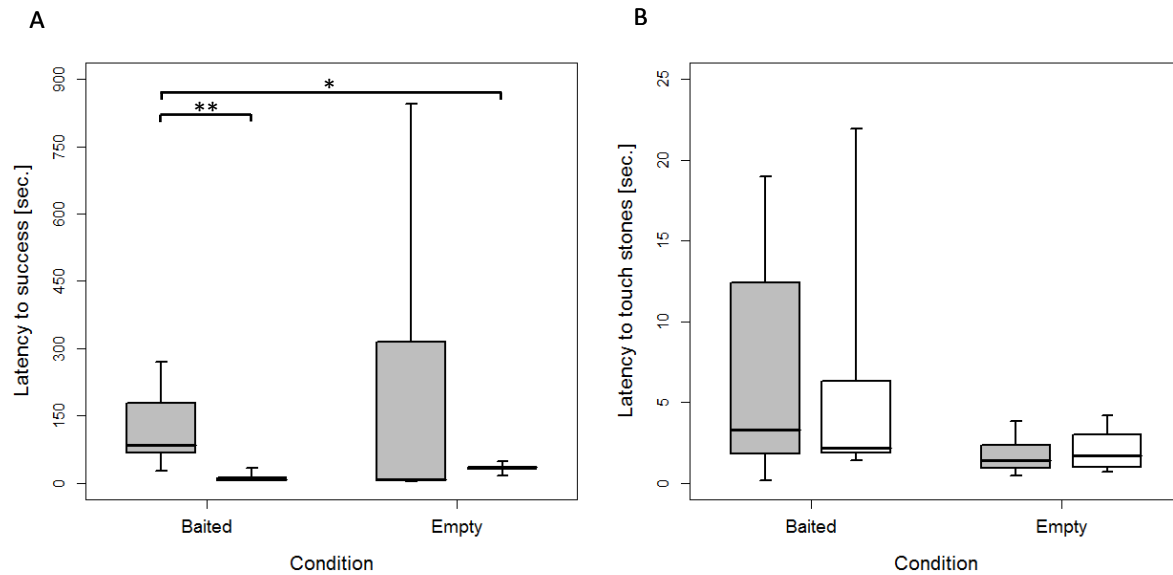 A
Latency to success [sec.]
900
750
600
450
300
150
0
*
**
Baited
Empty
Condition
B
Latency to touch stones [sec.]
25
20
15
10
5
0
Baited
Empty
Condition